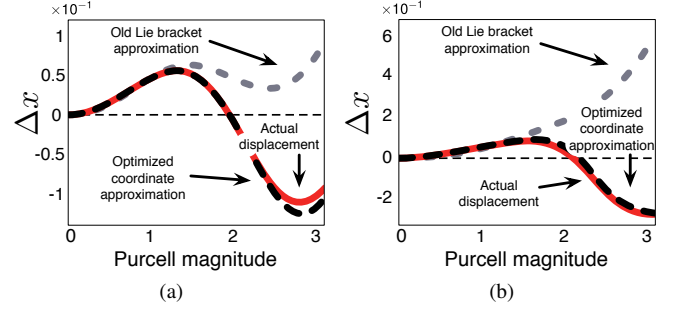 ×10⁻¹
1
0.5
0
-0.5
-1
Δx
Old Lie bracket
approximation
Actual
displacement
Optimized
coordinate
approximation
0
1
2
3
Purcell magnitude
(a)
×10⁻¹
6
4
2
0
-2
Δx
Old Lie bracket
approximation
Optimized
coordinate
approximation
Actual
displacement
0
1
2
3
Purcell magnitude
(b)